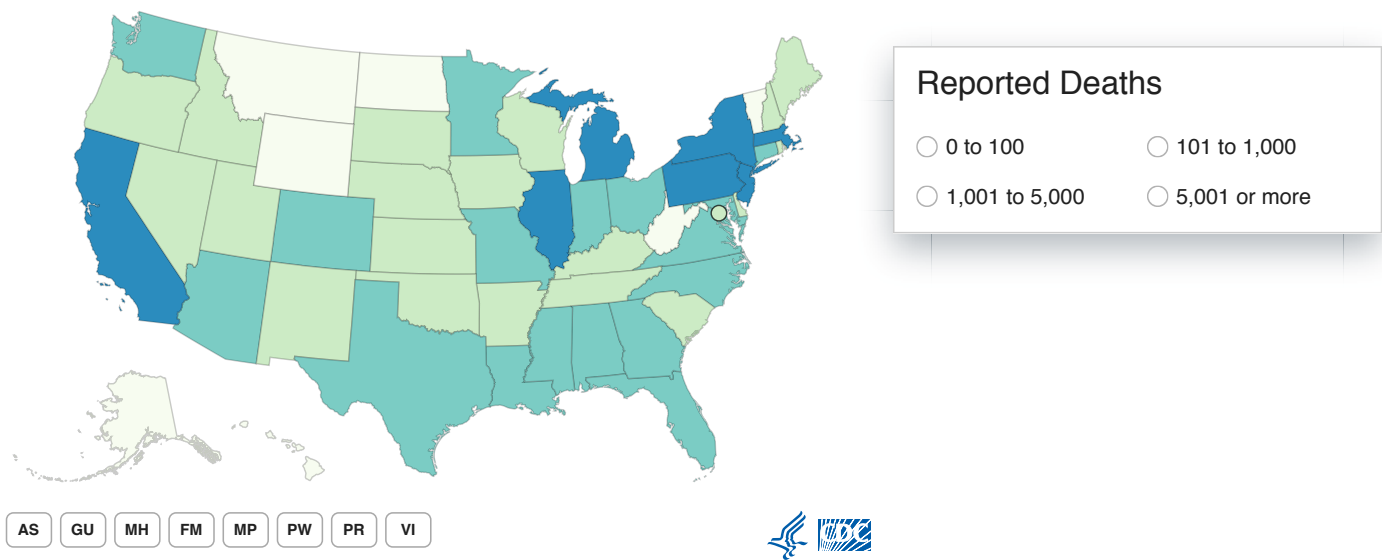 Reported Deaths
0 to 100
101 to 1,000
1,001 to 5,000
5,001 or more
AS GU MH FM MP PW PR VI
CDC